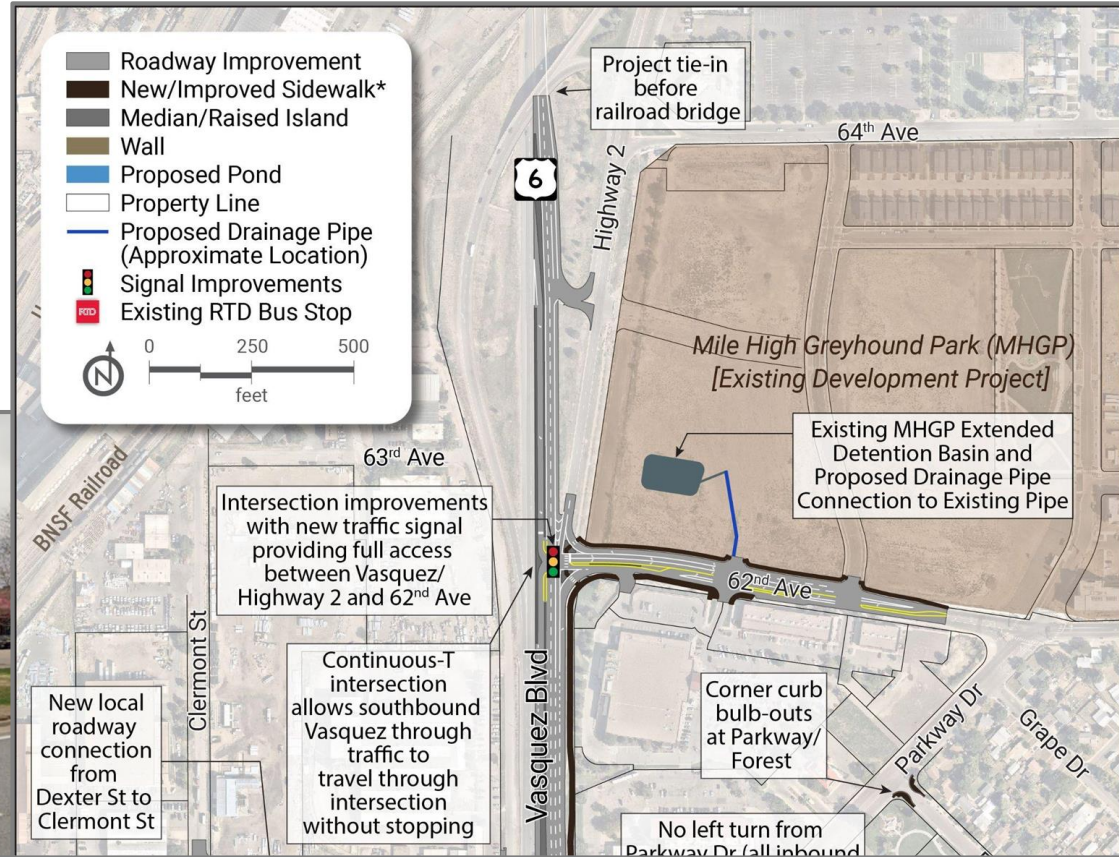 Roadway Improvement
New/Improved Sidewalk*
Median/Raised Island
Wall
Proposed Pond
Property Line
Proposed Drainage Pipe
(Approximate Location)
Signal Improvements
RTD
Existing RTD Bus Stop
N
0 250 500
feet
Project tie-in
before
railroad bridge
64th Ave
6
Highway 2
Mile High Greyhound Park (MHGP)
[Existing Development Project]
Existing MHGP Extended
Detention Basin and
Proposed Drainage Pipe
Connection to Existing Pipe
63rd Ave
BNSF Railroad
Intersection improvements
with new traffic signal
providing full access
between Vasquez/
Highway 2 and 62nd Ave
62nd Ave
Clermont St
Continuous-T
intersection
allows southbound
Vasquez through
traffic to
travel through
intersection
without stopping
Vasquez Blvd
New local
roadway
connection
from
Dexter St to
Clermont St
Corner curb
bulb-outs
at Parkway/
Forest
Parkway Dr
Grape Dr
No left turn from
Parkway Dr (all inbound